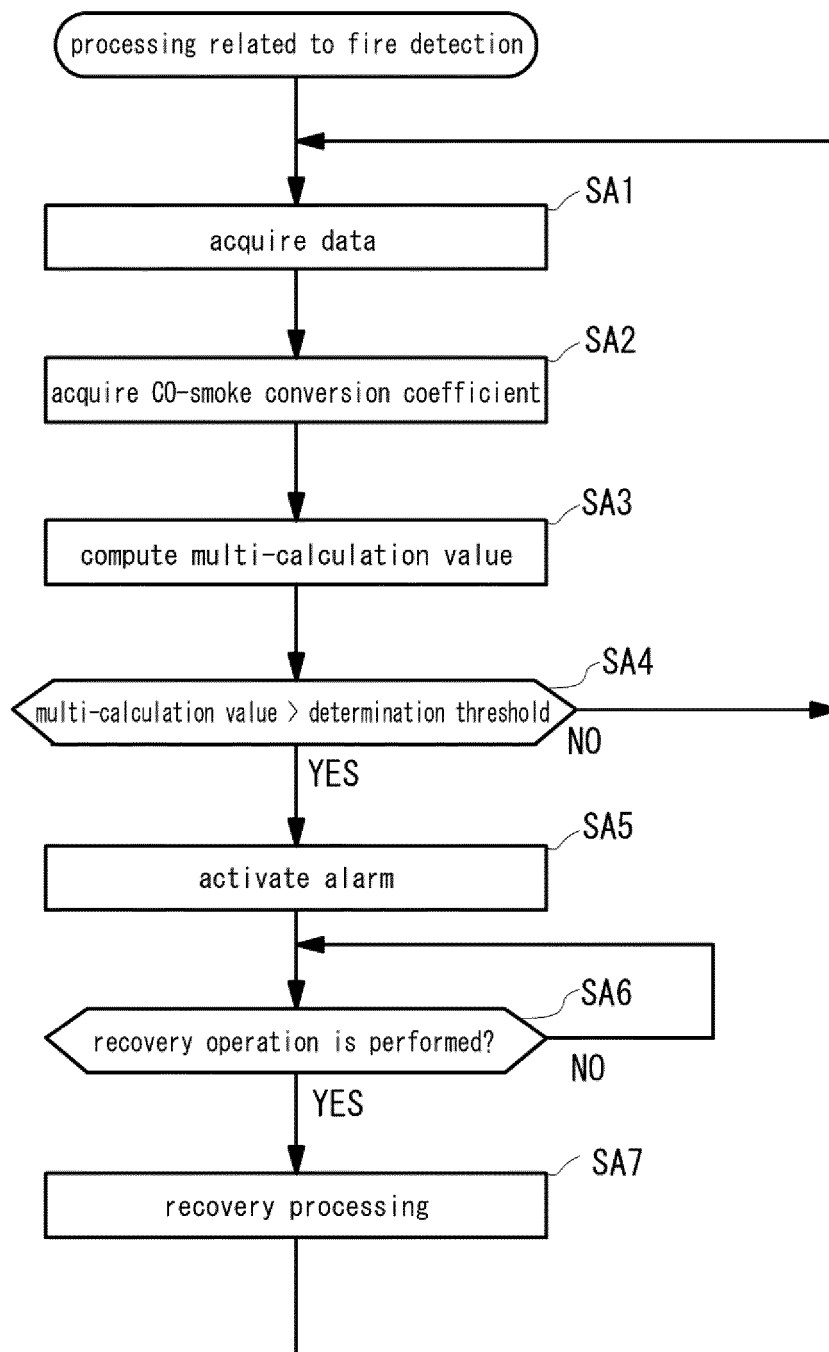 processing related to fire detection
SA1
acquire data
SA2
acquire CO-smoke conversion coefficient
SA3
compute multi-calculation value
SA4
multi-calculation value > determination threshold
NO
YES
SA5
activate alarm
SA6
recovery operation is performed?
NO
YES
SA7
recovery processing